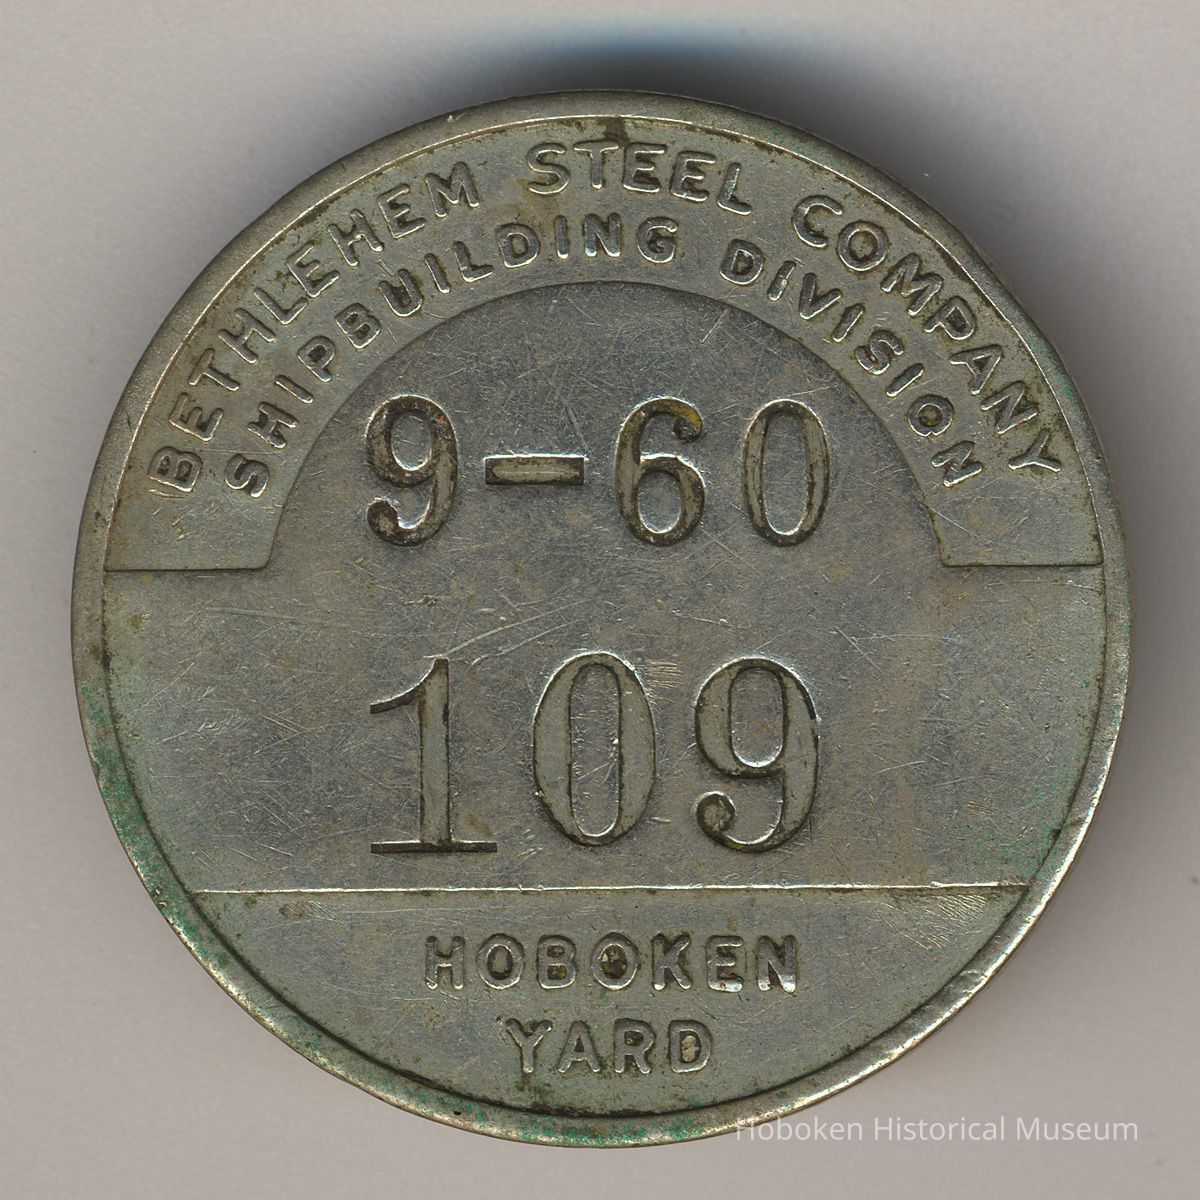 BETHLEHEM STEEL COMPANY
SHIPBUILDING DIVISION
9-60
109
HOBOKEN
YARD
Hoboken Historical Museum